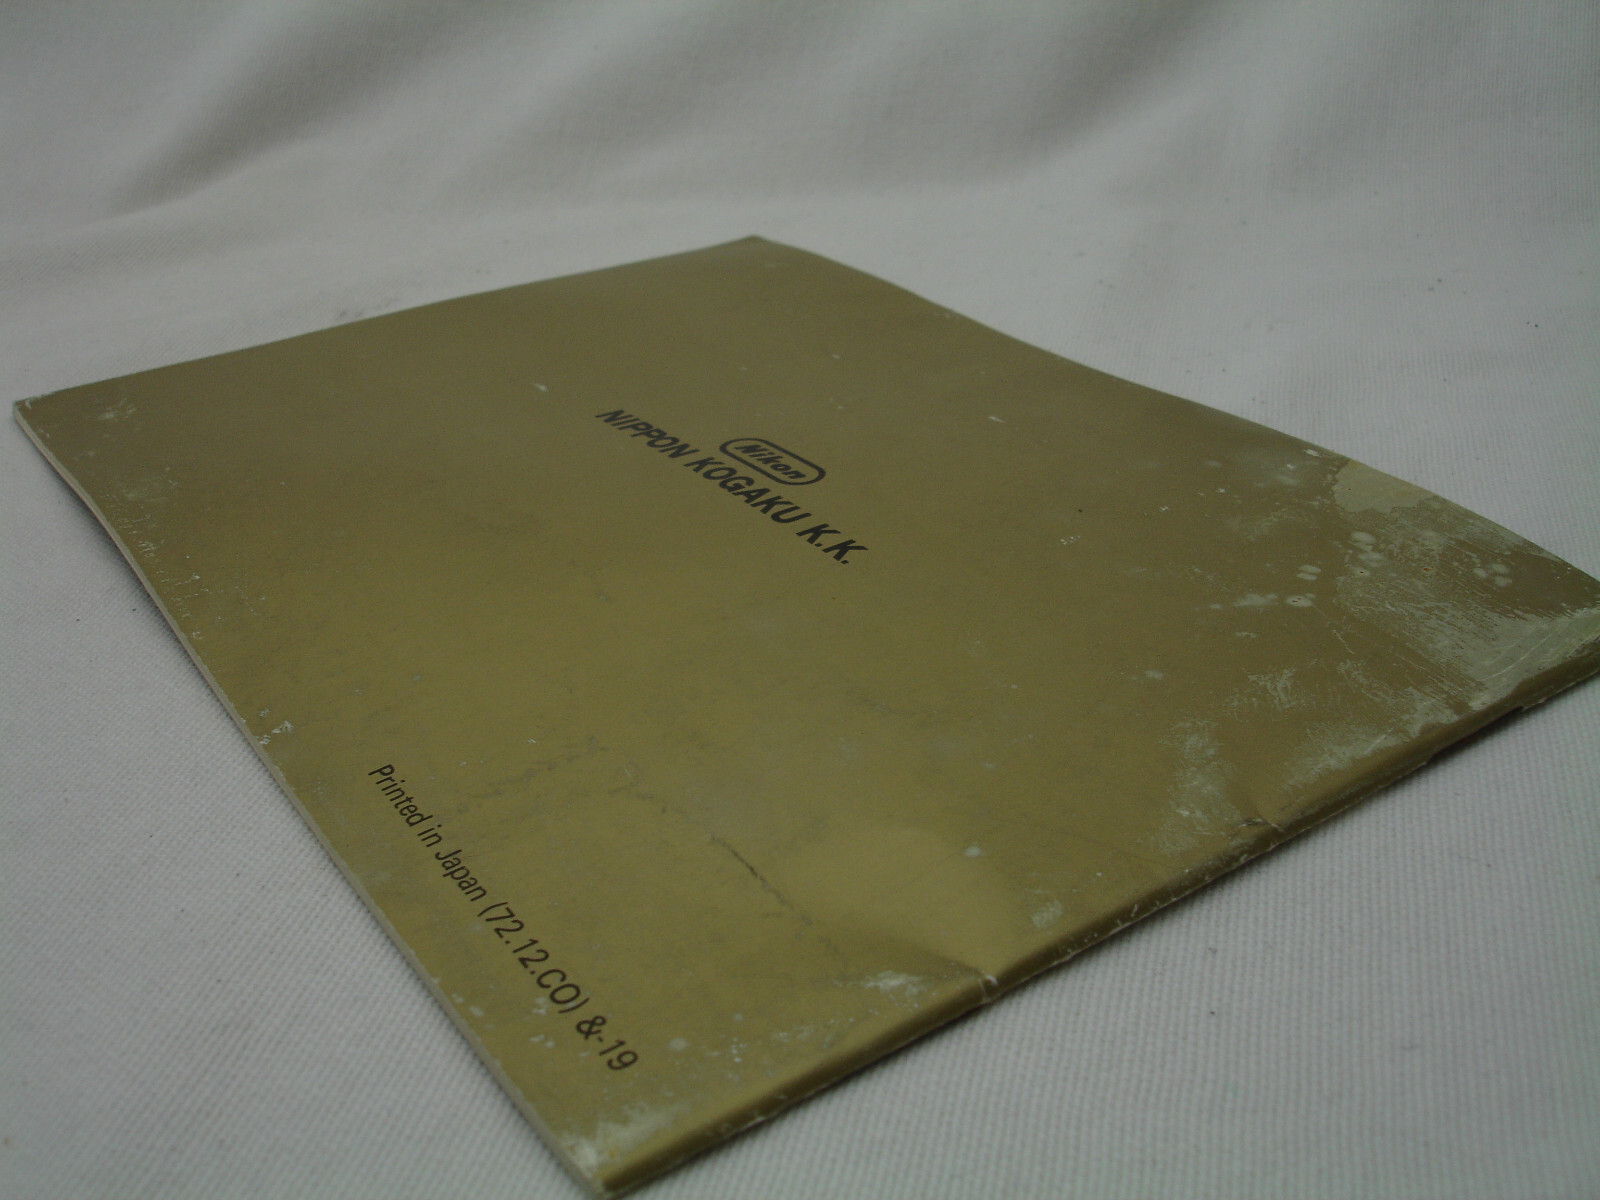 Nikon
NIPPON KOGAKU K.K.
Printed in Japan (72.12.CO) &-19